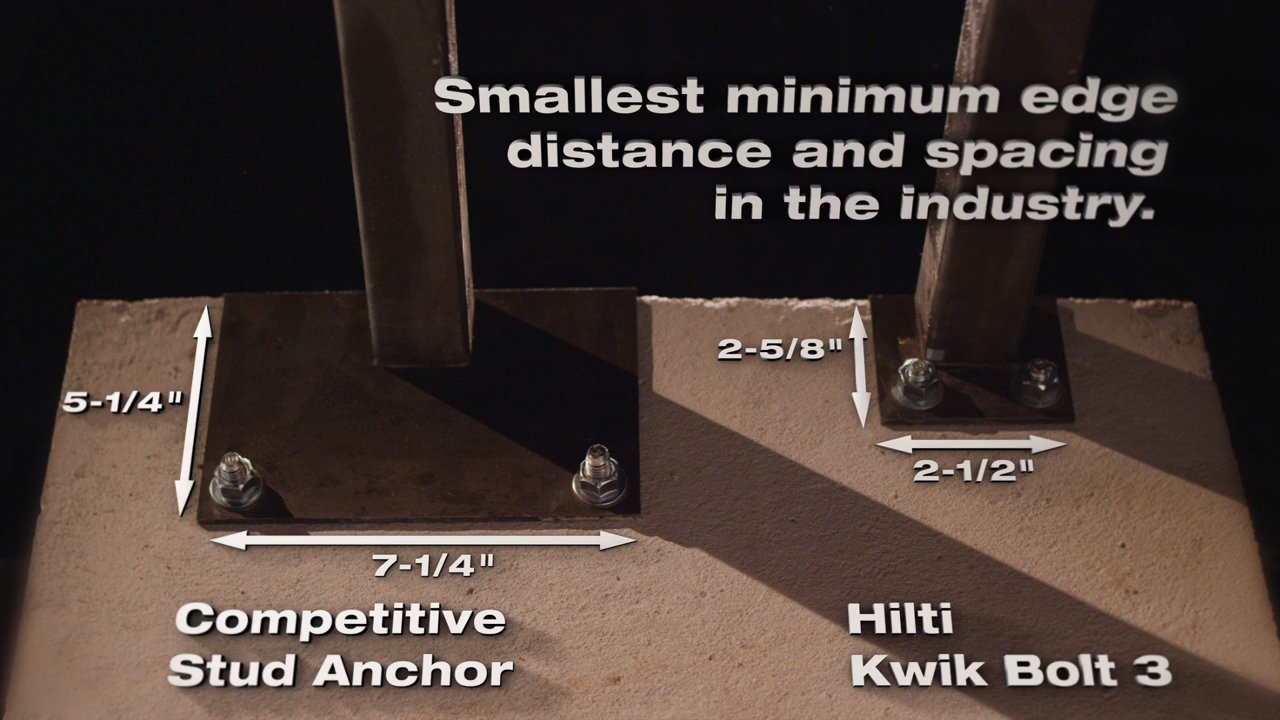 Smallest minimum edge
distance and spacing
in the industry.
5-1/4"
7-1/4"
2-5/8"
2-1/2"
Competitive
Stud Anchor
Hilti
Kwik Bolt 3